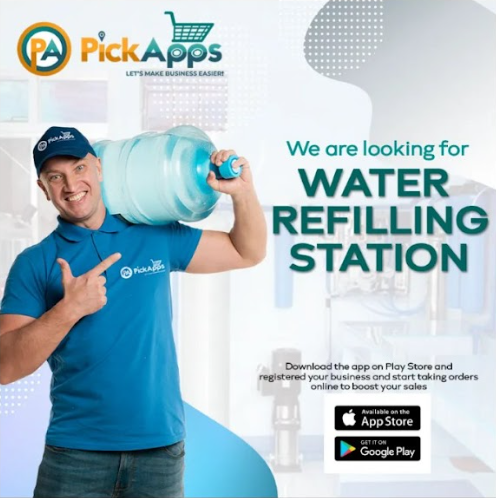 PA PickApps
LET'S MAKE BUSINESS EASIER!
PickApps
PA PickApps
We are looking for
WATER
REFILLING
STATION
Download the app on Play Store and
registered your business and start taking orders
online to boost your sales
Available on the
App Store
GET IT ON
Google Play